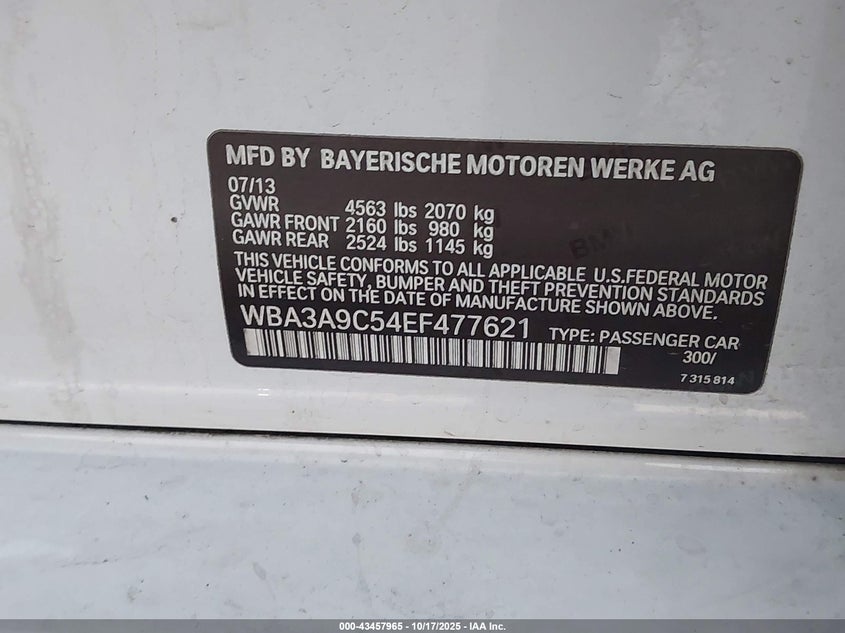 MFD BY BAYERISCHE MOTOREN WERKE AG
07/13
GVWR 4563 lbs 2070 kg
GAWR FRONT 2160 lbs 980 kg
GAWR REAR 2524 lbs 1145 kg
THIS VEHICLE CONFORMS TO ALL APPLICABLE U.S.FEDERAL MOTOR
VEHICLE SAFETY, BUMPER AND THEFT PREVENTION STANDARDS
IN EFFECT ON THE DATE OF MANUFACTURE SHOWN ABOVE.
WBA3A9C54EF477621 TYPE: PASSENGER CAR
300/
7 315 814
000-43457965 - 10/17/2025 - IAA Inc.